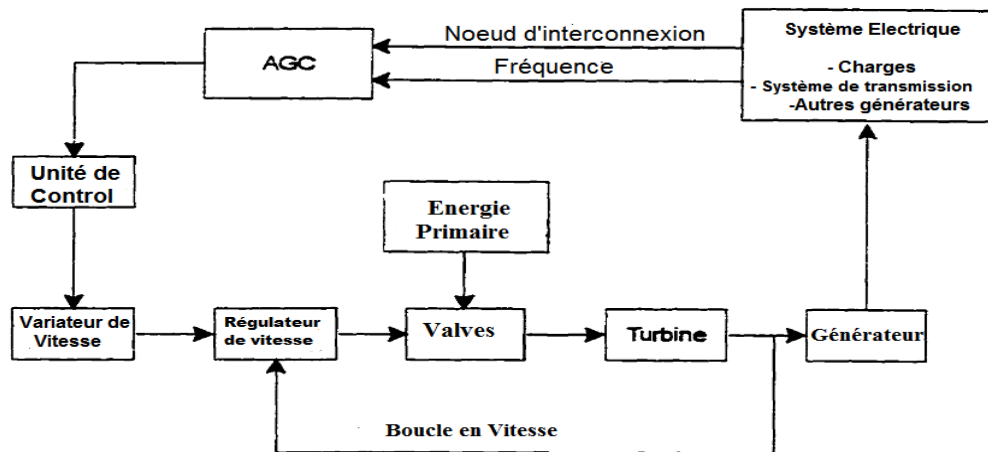 Noeud d'interconnexion
AGC
Fréquence
Système Electrique
- Charges
- Système de transmission
-Autres générateurs
Unité de
Control
Energie
Primaire
Variateur de
Vitesse
Régulateur
de vitesse
Valves
Turbine
Générateur
Boucle en Vitesse